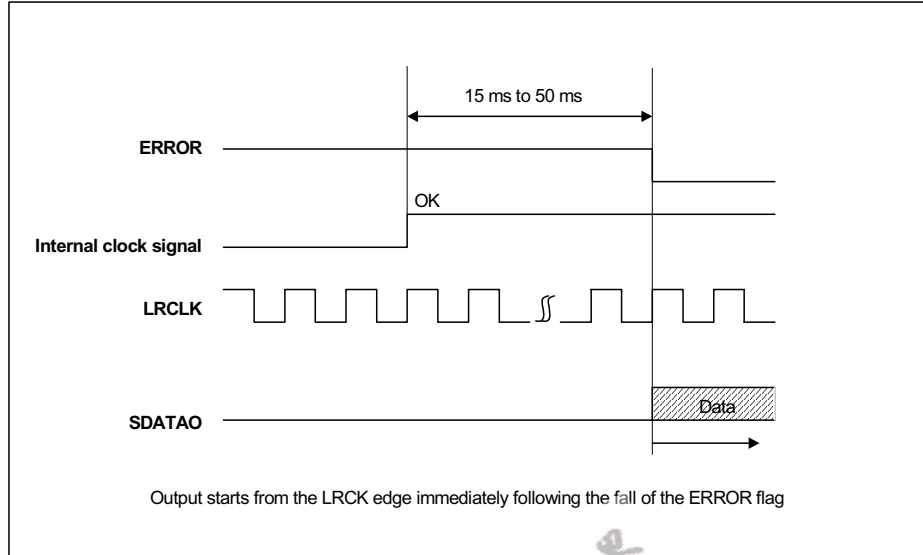 15 ms to 50 ms
ERROR
OK
Internal clock signal
LRCLK
Data
SDATAO
Output starts from the LRCK edge immediately following the fall of the ERROR flag